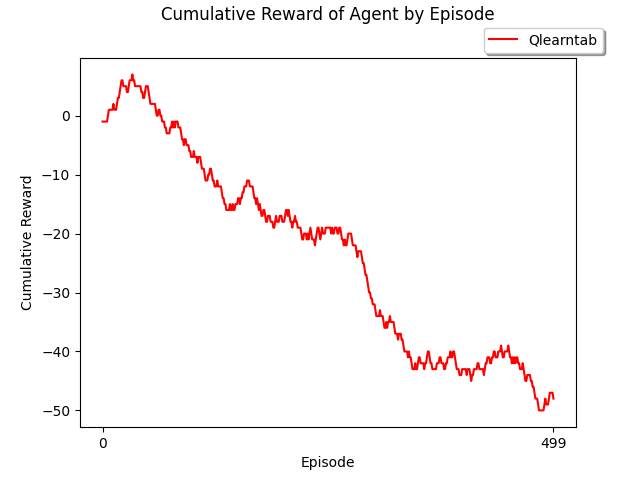 Cumulative Reward of Agent by Episode
Qlearntab
0
−10
−20
−30
−40
−50
Cumulative Reward
0
499
Episode